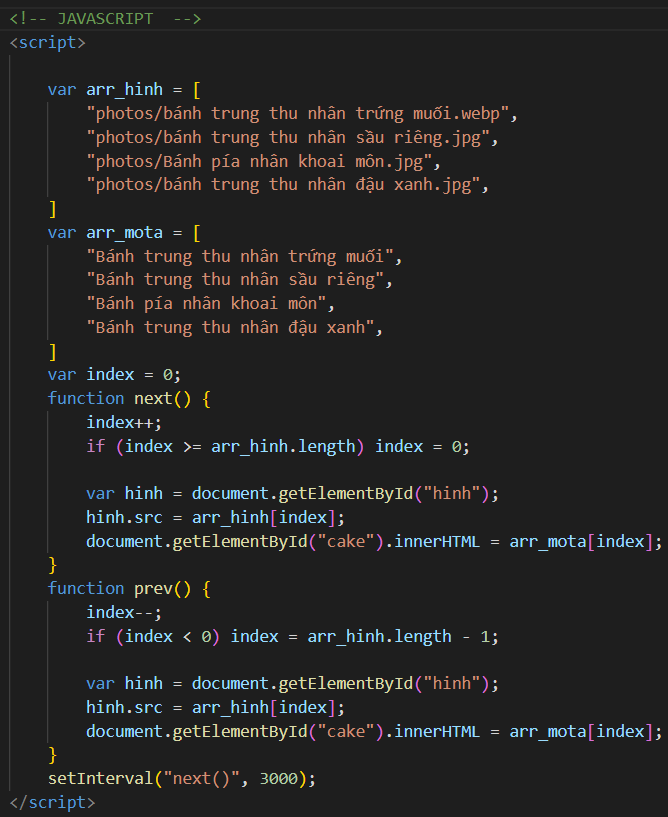 <!-- JAVASCRIPT  -->
<script>
var arr_hinh = [
"photos/bánh trung thu nhân trứng muối.webp",
"photos/bánh trung thu nhân sầu riêng.jpg",
"photos/Bánh pía nhân khoai môn.jpg",
"photos/bánh trung thu nhân đậu xanh.jpg",
]
var arr_mota = [
"Bánh trung thu nhân trứng muối",
"Bánh trung thu nhân sầu riêng",
"Bánh pía nhân khoai môn",
"Bánh trung thu nhân đậu xanh",
]
var index = 0;
function next() {
index++;
if (index >= arr_hinh.length) index = 0;
var hinh = document.getElementById("hinh");
hinh.src = arr_hinh[index];
document.getElementById("cake").innerHTML = arr_mota[index];
}
function prev() {
index--;
if (index < 0) index = arr_hinh.length - 1;
var hinh = document.getElementById("hinh");
hinh.src = arr_hinh[index];
document.getElementById("cake").innerHTML = arr_mota[index];
}
setInterval("next()", 3000);
</script>